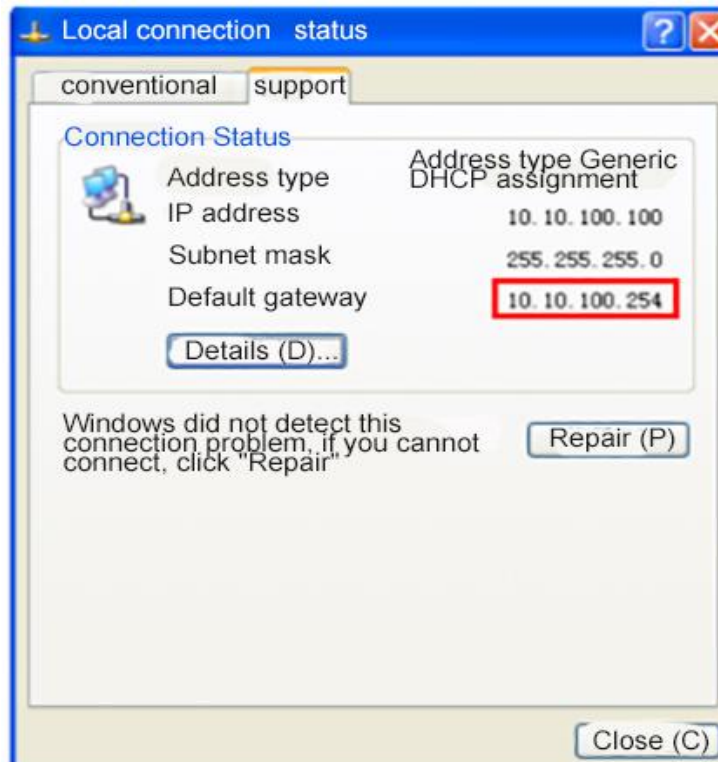 Local connection status
?
X
conventional
support
Connection Status
Address type
Address type Generic
DHCP assignment
IP address
10. 10. 100. 100
Subnet mask
255. 255. 255. 0
Default gateway
10. 10. 100. 254
Details (D)...
Windows did not detect this
connection problem, if you cannot
connect, click "Repair"
Repair (P)
Close (C)